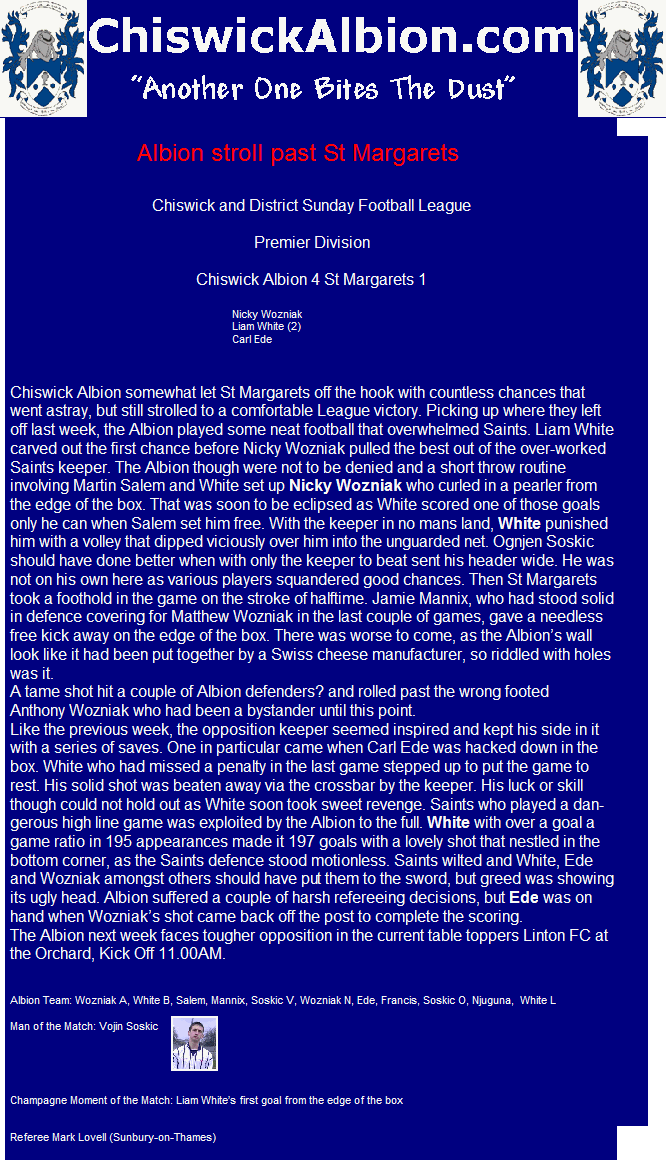 ChiswickAlbion.com
“Another One Bites The Dust”
Albion stroll past St Margarets
Chiswick and District Sunday Football League
Premier Division
Chiswick Albion 4 St Margarets 1
Nicky Wozniak
Liam White (2)
Carl Ede
Chiswick Albion somewhat let St Margarets off the hook with countless chances that
went astray, but still strolled to a comfortable League victory. Picking up where they left
off last week, the Albion played some neat football that overwhelmed Saints. Liam White
carved out the first chance before Nicky Wozniak pulled the best out of the over-worked
Saints keeper. The Albion though were not to be denied and a short throw routine
involving Martin Salem and White set up Nicky Wozniak who curled in a pearler from
the edge of the box. That was soon to be eclipsed as White scored one of those goals
only he can when Salem set him free. With the keeper in no mans land, White punished
him with a volley that dipped viciously over him into the unguarded net. Ognjen Soskic
should have done better when with only the keeper to beat sent his header wide. He was
not on his own here as various players squandered good chances. Then St Margarets
took a foothold in the game on the stroke of halftime. Jamie Mannix, who had stood solid
in defence covering for Matthew Wozniak in the last couple of games, gave a needless
free kick away on the edge of the box. There was worse to come, as the Albion’s wall
look like it had been put together by a Swiss cheese manufacturer, so riddled with holes
was it.
A tame shot hit a couple of Albion defenders? and rolled past the wrong footed
Anthony Wozniak who had been a bystander until this point.
Like the previous week, the opposition keeper seemed inspired and kept his side in it
with a series of saves. One in particular came when Carl Ede was hacked down in the
box. White who had missed a penalty in the last game stepped up to put the game to
rest. His solid shot was beaten away via the crossbar by the keeper. His luck or skill
though could not hold out as White soon took sweet revenge. Saints who played a dan-
gerous high line game was exploited by the Albion to the full. White with over a goal a
game ratio in 195 appearances made it 197 goals with a lovely shot that nestled in the
bottom corner, as the Saints defence stood motionless. Saints wilted and White, Ede
and Wozniak amongst others should have put them to the sword, but greed was showing
its ugly head. Albion suffered a couple of harsh refereeing decisions, but Ede was on
hand when Wozniak’s shot came back off the post to complete the scoring.
The Albion next week faces tougher opposition in the current table toppers Linton FC at
the Orchard, Kick Off 11.00AM.
Albion Team: Wozniak A, White B, Salem, Mannix, Soskic V, Wozniak N, Ede, Francis, Soskic O, Njuguna, White L
Man of the Match: Vojin Soskic
Champagne Moment of the Match: Liam White's first goal from the edge of the box
Referee Mark Lovell (Sunbury-on-Thames)